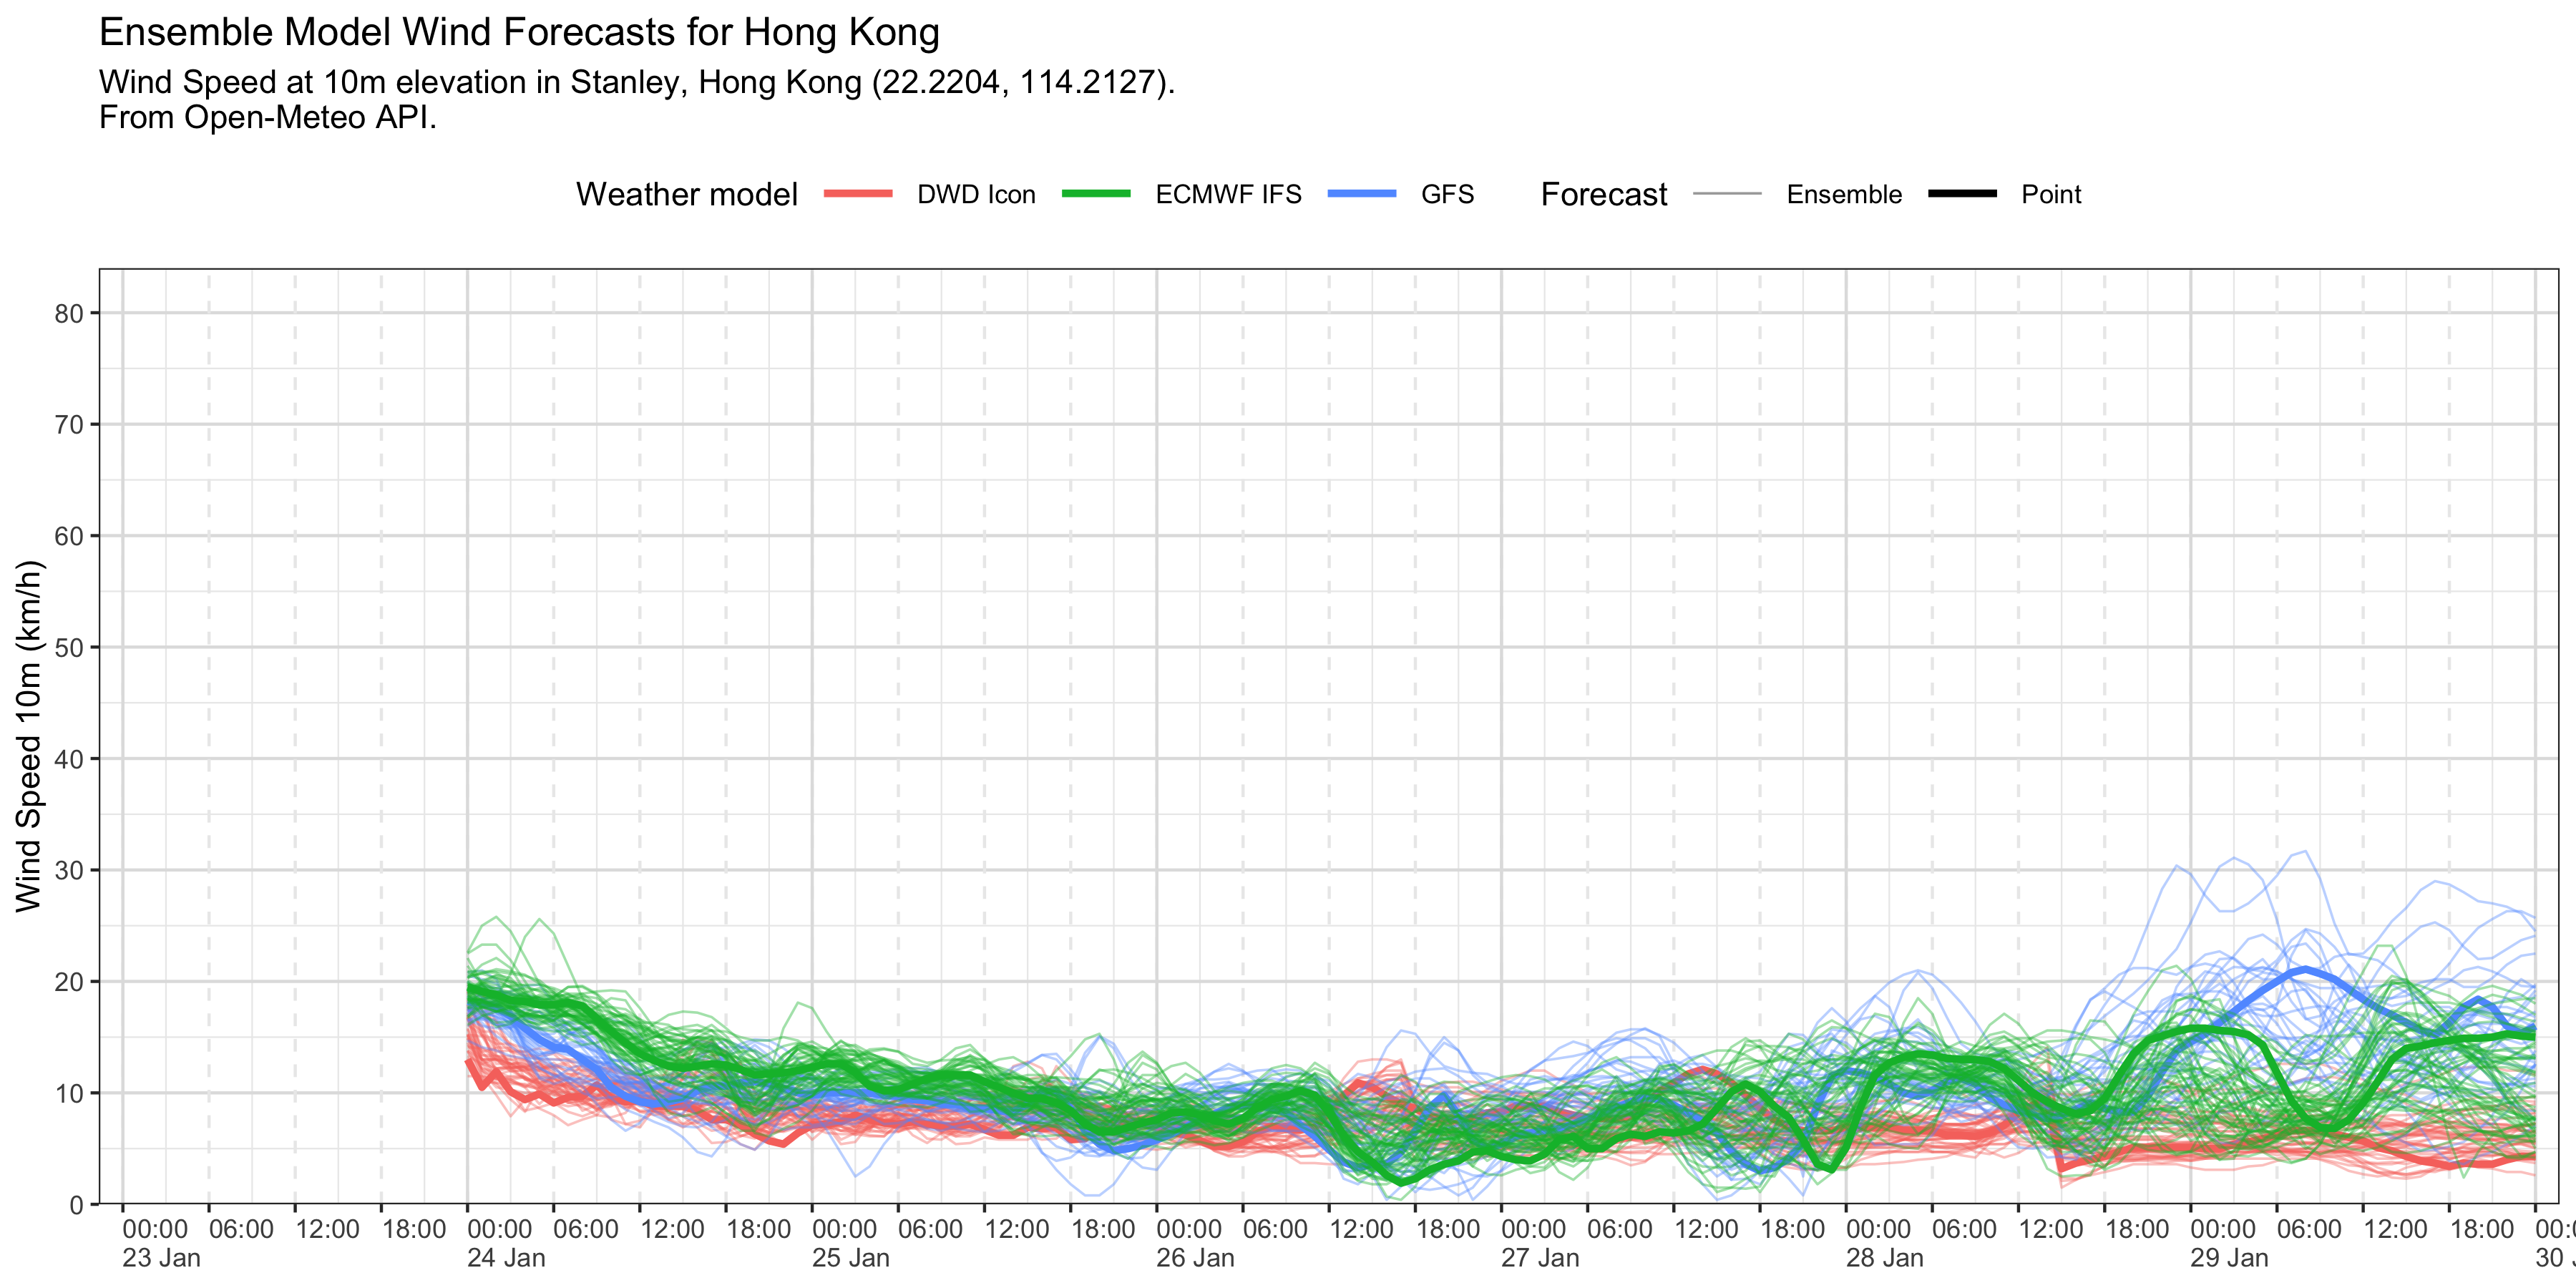 Ensemble Model Wind Forecasts for Hong Kong
Wind Speed at 10m elevation in Stanley, Hong Kong (22.2204, 114.2127).
From Open-Meteo API.
Weather model DWD Icon ECMWF IFS GFS Forecast Ensemble Point
Wind Speed 10m (km/h)
80
70
60
50
40
30
20
10
0
00:00 06:00 12:00 18:00 00:00 06:00 12:00 18:00 00:00 06:00 12:00 18:00 00:00 06:00 12:00 18:00 00:00 06:00 12:00 18:00 00:00 06:00 12:00 18:00 00:00 06:00 12:00 18:00
23 Jan 24 Jan 25 Jan 26 Jan 27 Jan 28 Jan 29 Jan 30